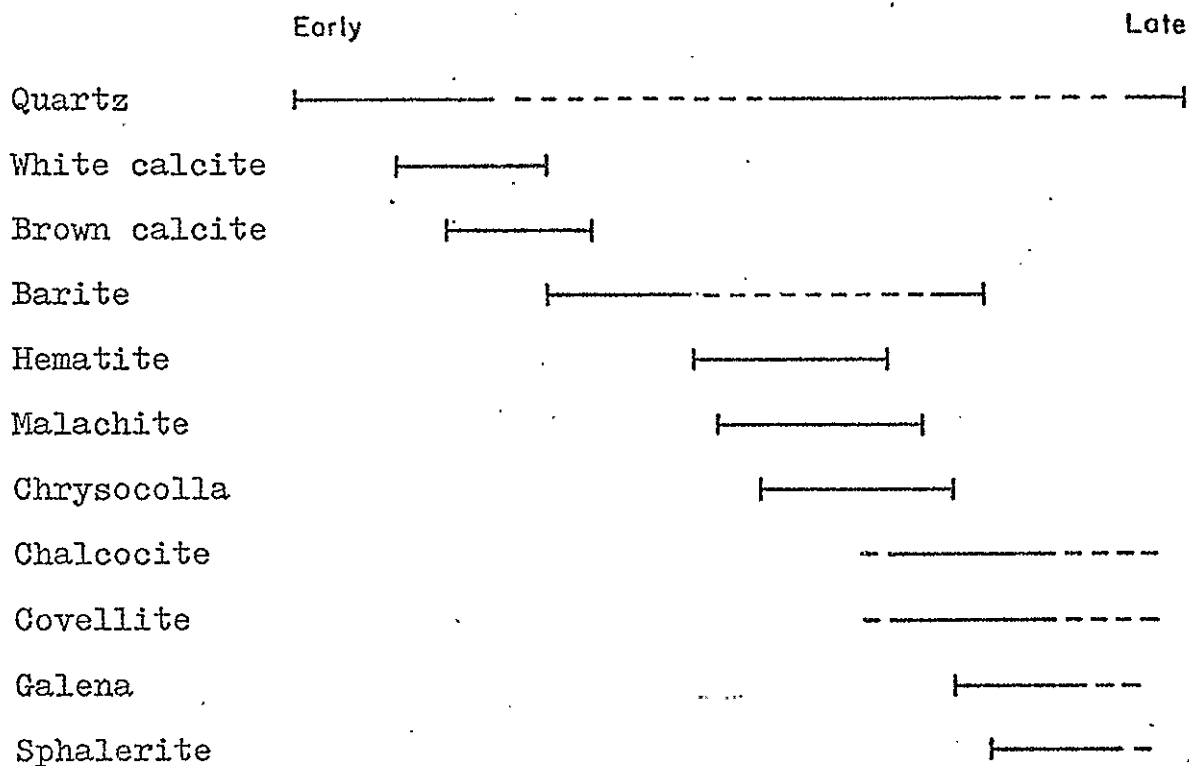 Early Late
Quartz
White calcite
Brown calcite
Barite
Hematite
Malachite
Chrysocolla
Chalcocite
Covellite
Galena
Sphalerite